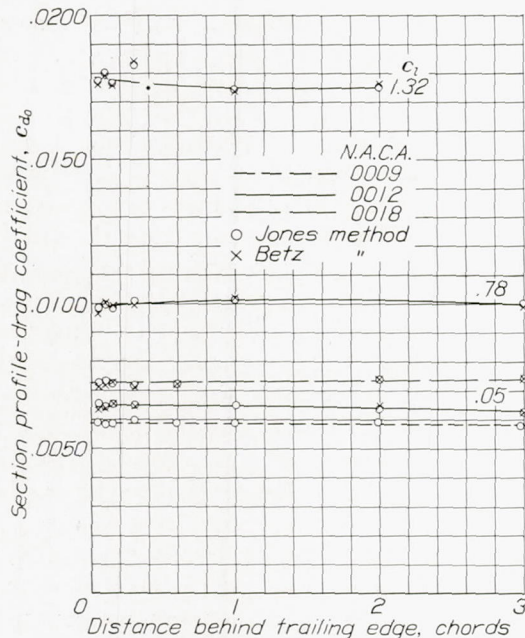 .0200
c_l
1.32
.0150
N.A.C.A.
0009
0012
0018
Jones method
Betz "
.0100
.78
.05
.0050
Section profile-drag coefficient, c_do
0 1 2 3
Distance behind trailing edge, chords